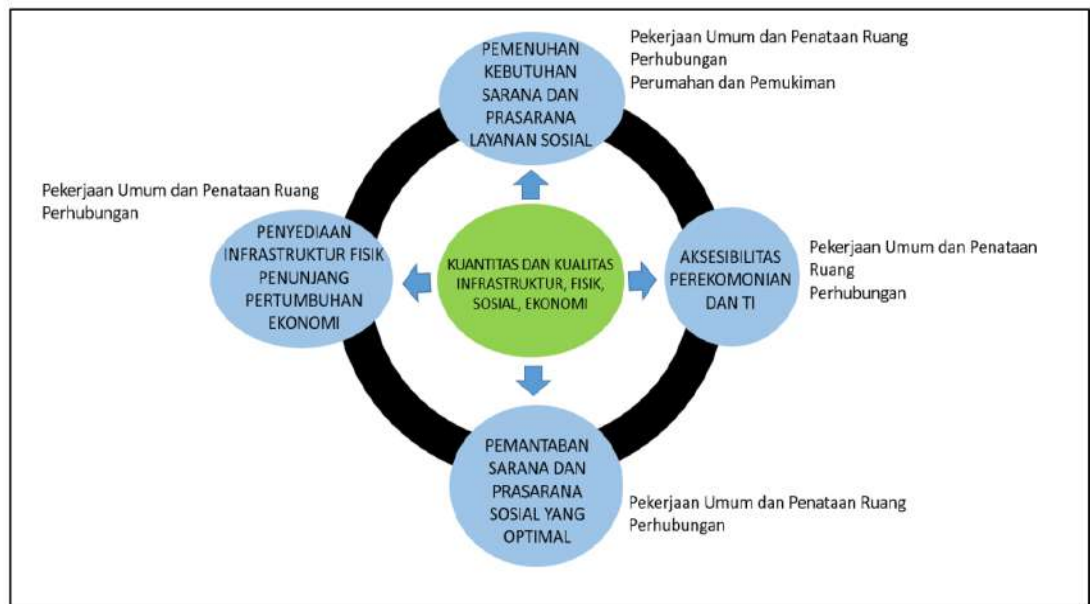 PEMENUHAN
KEBUTUHAN
SARANA DAN
PRASARANA
LAYANAN SOSIAL
Pekerjaan Umum dan Penataan Ruang
Perhubungan
Perumahan dan Pemukiman
Pekerjaan Umum dan Penataan Ruang
Perhubungan
PENYEDIAAN
INFRASTRUKTUR FISIK
PENUNJANG
PERTUMBUHAN
EKONOMI
KUANTITAS DAN KUALITAS
INFRASTRUKTUR, FISIK,
SOSIAL, EKONOMI
AKSESIBILITAS
PEREKOMONIAN
DAN TI
Pekerjaan Umum dan Penataan
Ruang
Perhubungan
PEMANTABAN
SARANA DAN
PRASARANA
SOSIAL YANG
OPTIMAL
Pekerjaan Umum dan Penataan Ruang
Perhubungan